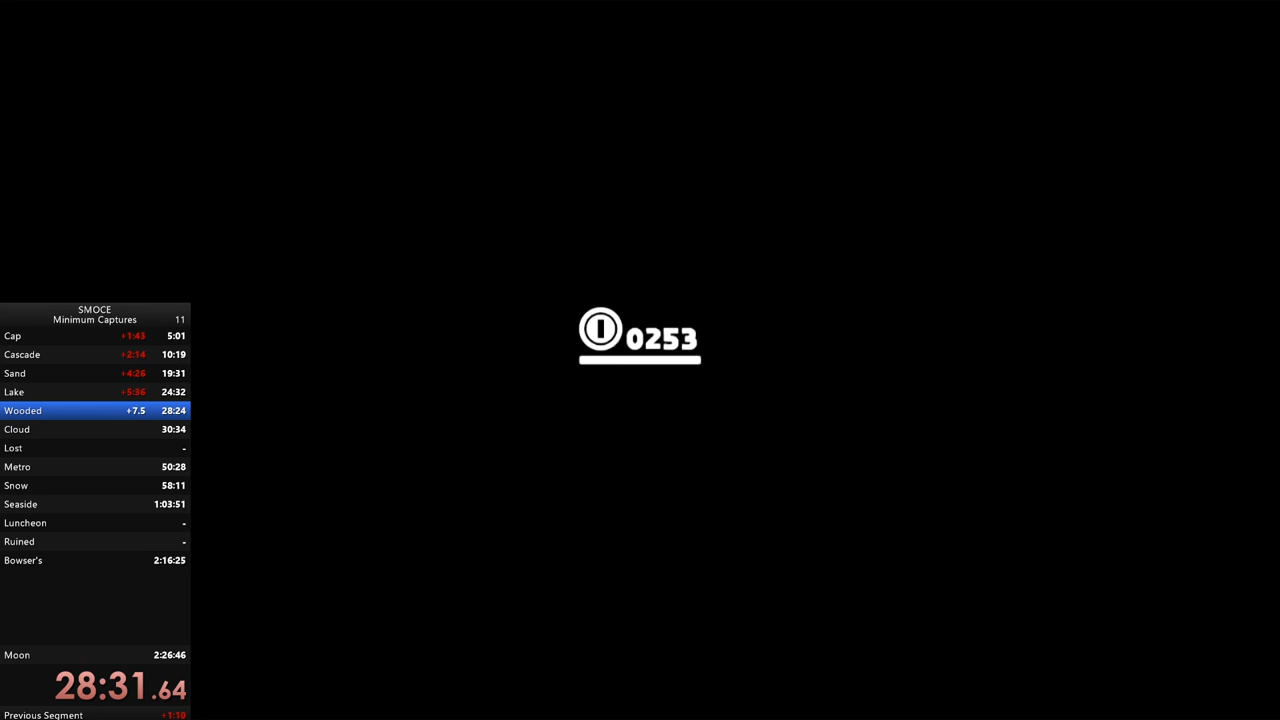 SMOCE
Minimum Captures 11
Cap +1:43 5:01
Cascade +2:14 10:19
Sand +4:26 19:31
Lake +5:36 24:32
Wooded +7.5 28:24
Cloud 30:34
Lost -
Metro 50:28
Snow 58:11
Seaside 1:03:51
Luncheon -
Ruined -
Bowser's 2:16:25
Moon 2:26:46
28:31.64
Previous Segment +1:10
0253